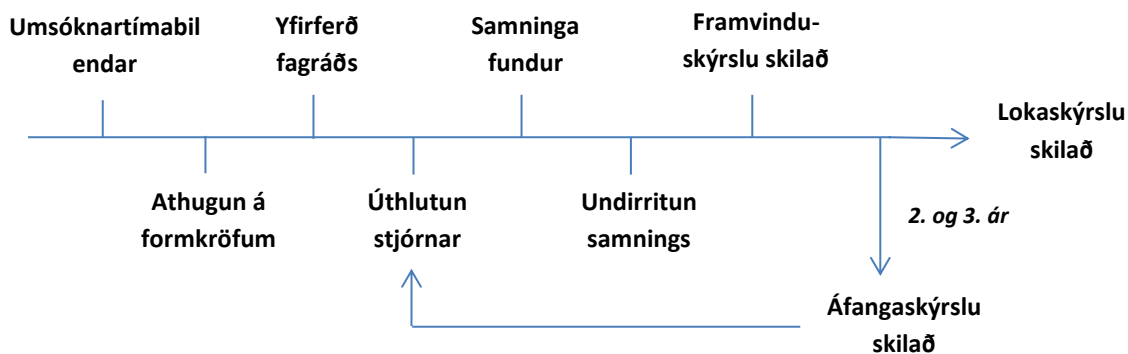 Umsóknartímabil
endar
Yfirferð
fagráðs
Samninga
fundur
Framvindu-
skýrslu skilað
Lokaskýrslu
skilað
Athugun á
formkröfum
Úthlutun
stjórnar
Undirritun
samnings
2. og 3. ár
Áfangaskýrslu
skilað